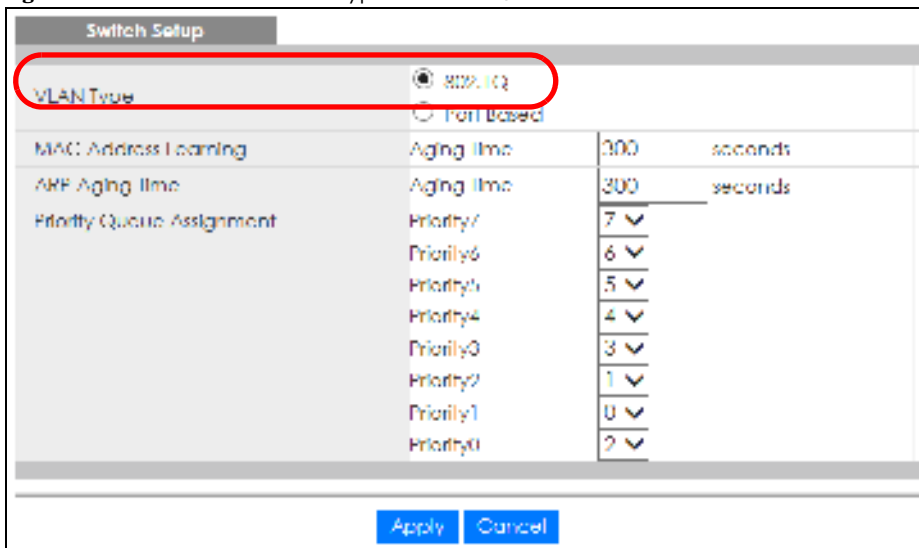 Switch Setup
VLAN Type 802.1Q
Port Based
MAC Address Learning Aging Time 300 seconds
ARP Aging Time Aging Time 300 seconds
Priority Queue Assignment Priority7 7
Priority6 6
Priority5 5
Priority4 4
Priority3 3
Priority2 1
Priority1 0
Priority0 2
Apply Cancel